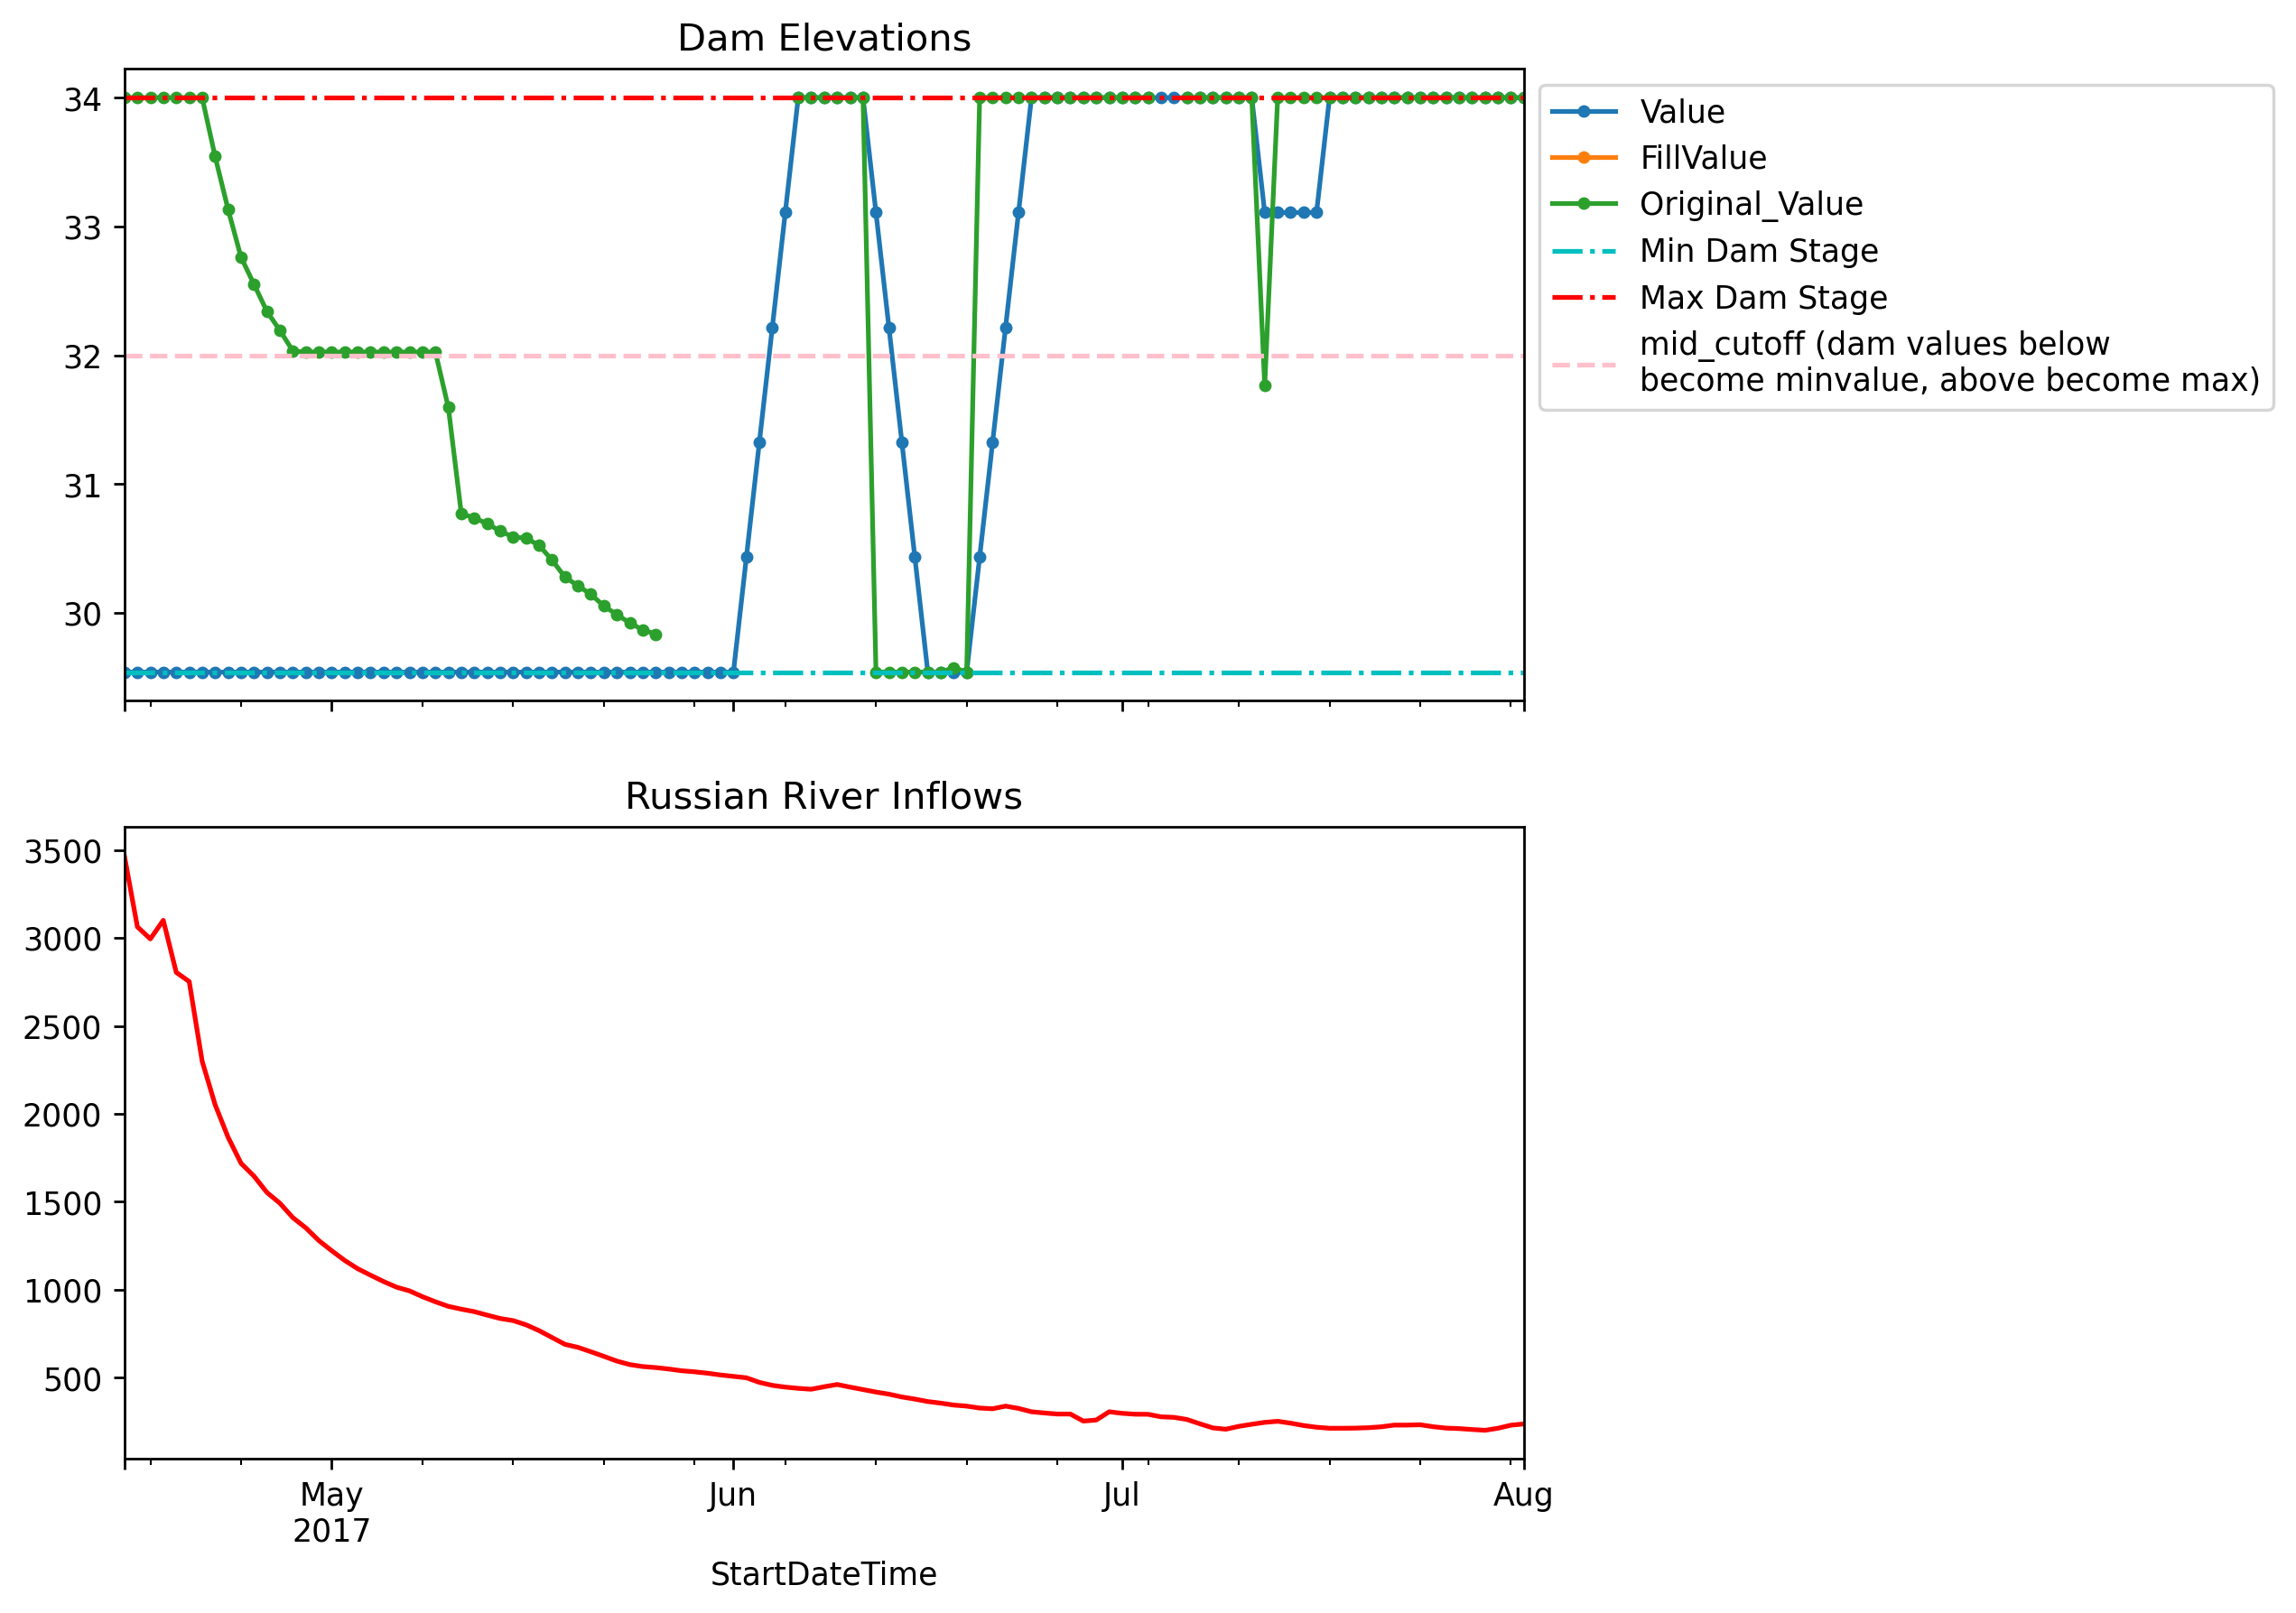 Dam Elevations
34
33
32
31
30
Value
FillValue
Original_Value
Min Dam Stage
Max Dam Stage
mid_cutoff (dam values below
become minvalue, above become max)
Russian River Inflows
3500
3000
2500
2000
1500
1000
500
May
2017
Jun
Jul
Aug
StartDateTime